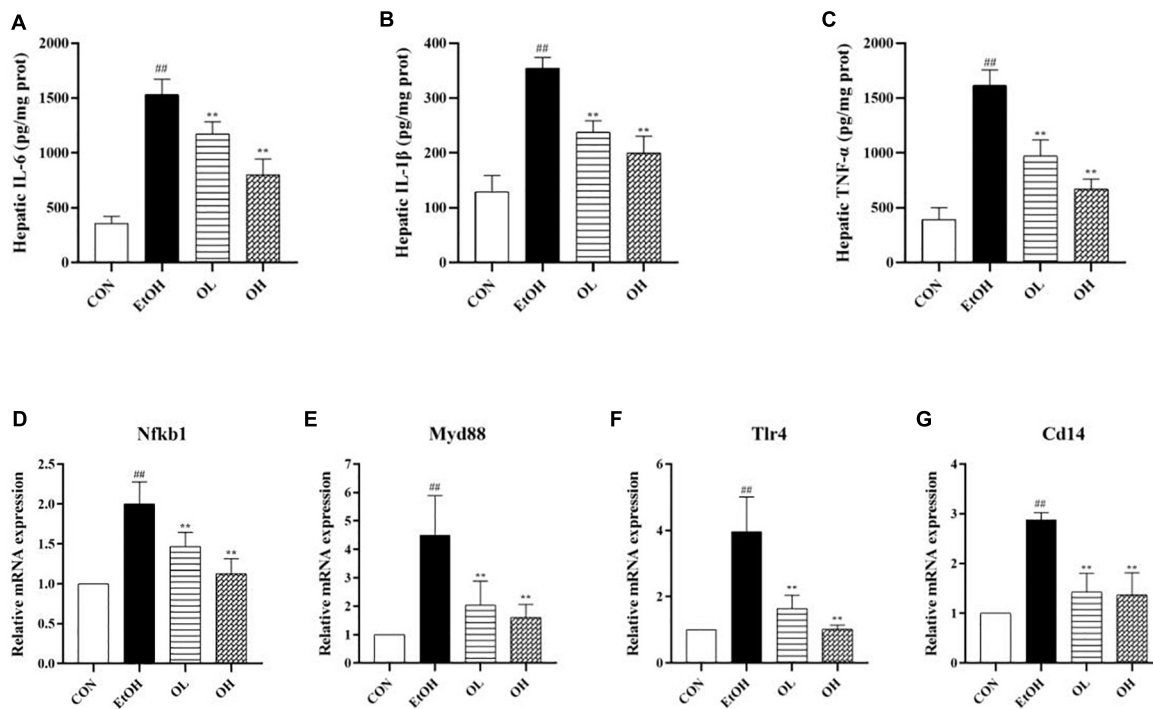 A
Hepatic IL-6 (pg/mg prot)
2000
1500
1000
500
0
##
**
**
CON
EtOH
OL
OH
B
Hepatic IL-1β (pg/mg prot)
400
300
200
100
0
##
**
**
CON
EtOH
OL
OH
C
Hepatic TNF-α (pg/mg prot)
2000
1500
1000
500
0
##
**
**
CON
EtOH
OL
OH
D
Nfkb1
Relative mRNA expression
2.5
2.0
1.5
1.0
0.5
0.0
##
**
**
CON
EtOH
OL
OH
E
Myd88
Relative mRNA expression
7
6
5
4
3
2
1
0
##
**
**
CON
EtOH
OL
OH
F
Tlr4
Relative mRNA expression
6
4
2
0
##
**
**
CON
EtOH
OL
OH
G
Cd14
Relative mRNA expression
4
3
2
1
0
##
**
**
CON
EtOH
OL
OH